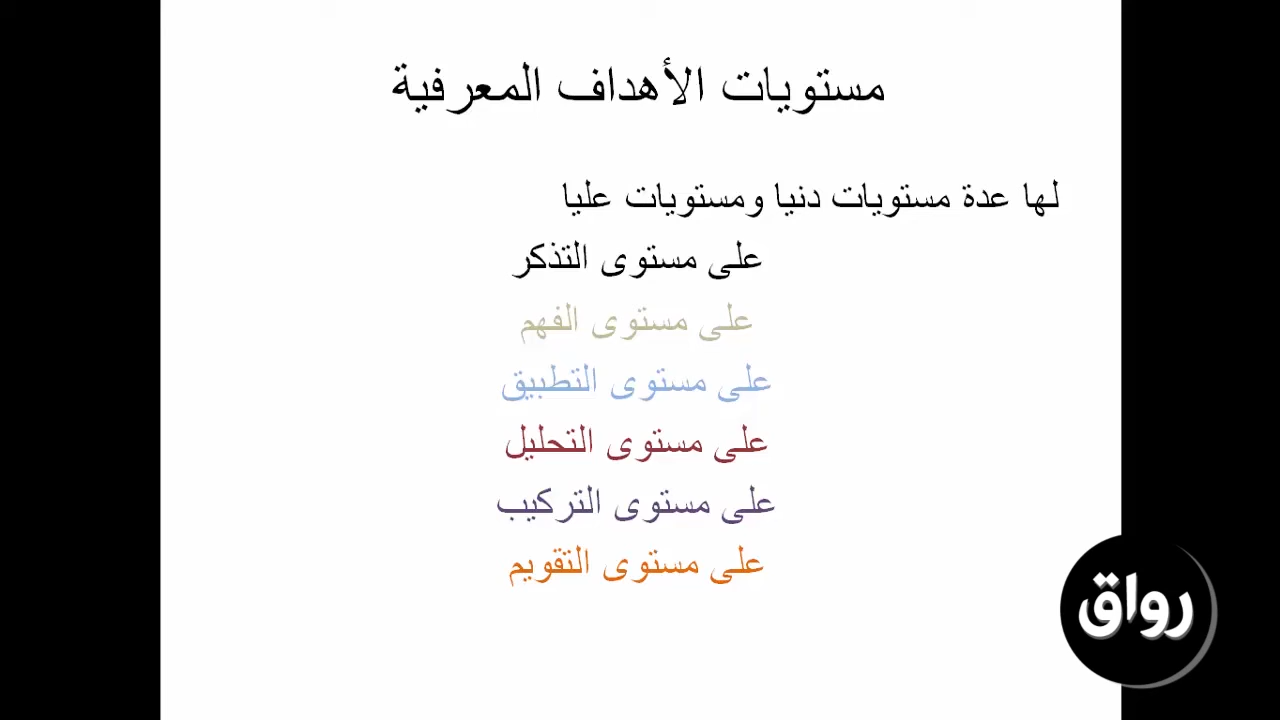 مستويات الأهداف المعرفية
لها عدة مستويات دنيا ومستويات عليا
على مستوى التذكر
على مستوى الفهم
على مستوى التطبيق
على مستوى التحليل
على مستوى التركيب
على مستوى التقويم
رواق